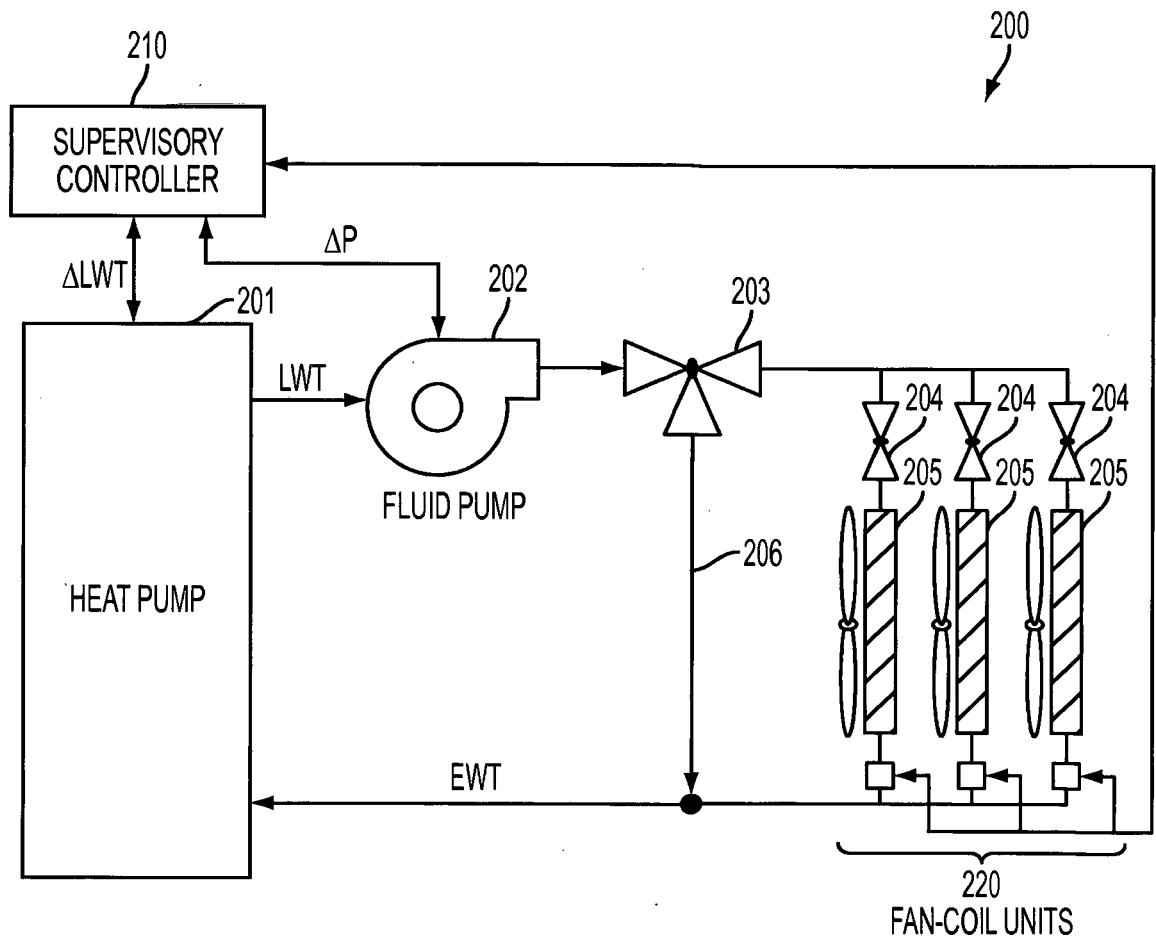 200
210
SUPERVISORY
CONTROLLER
ΔP
ΔLWT
201
202
203
LWT
204 204 204
205 205 205
FLUID PUMP
206
HEAT PUMP
EWT
220
FAN-COIL UNITS